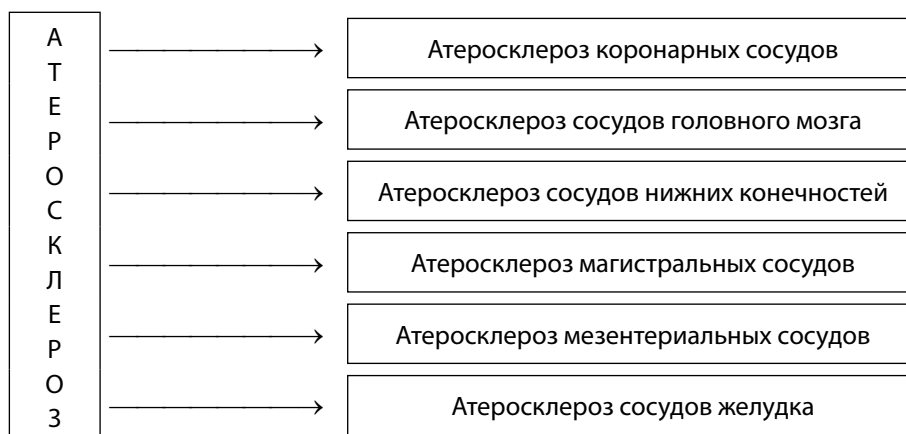 АТЕРОСКЛЕРОЗ
Атеросклероз коронарных сосудов
Атеросклероз сосудов головного мозга
Атеросклероз сосудов нижних конечностей
Атеросклероз магистральных сосудов
Атеросклероз мезентериальных сосудов
Атеросклероз сосудов желудка